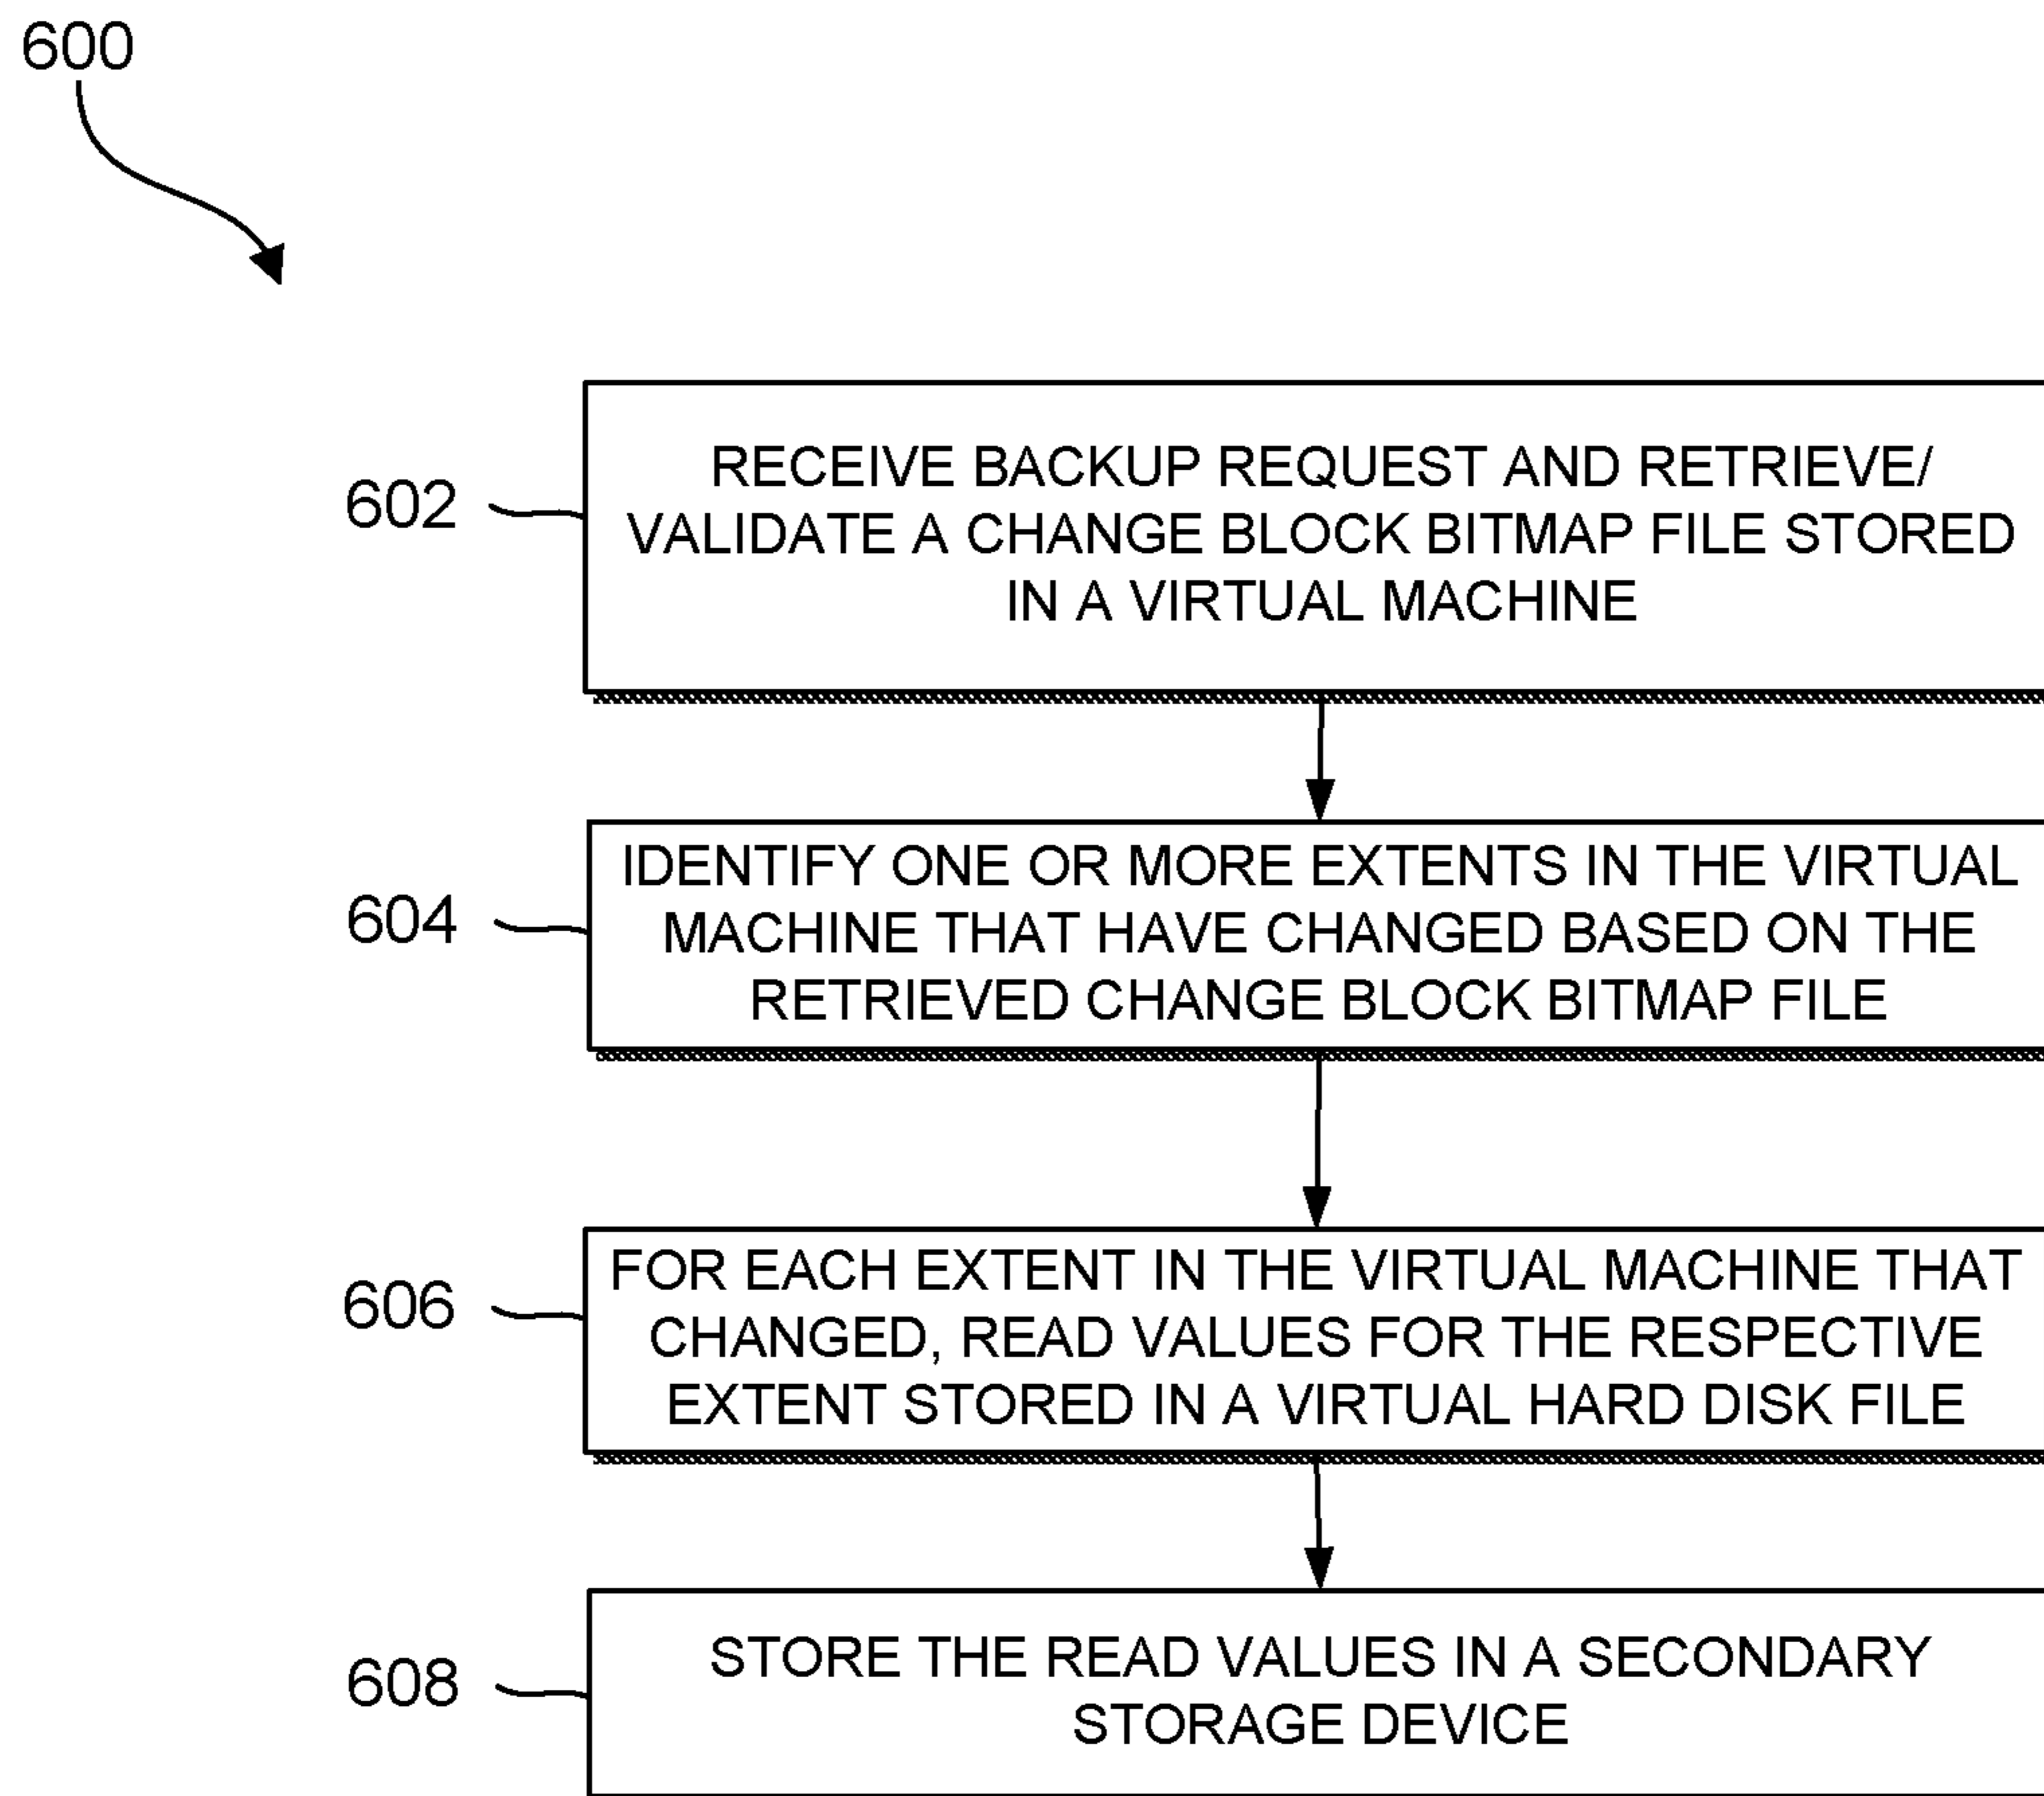 600
602
RECEIVE BACKUP REQUEST AND RETRIEVE/
VALIDATE A CHANGE BLOCK BITMAP FILE STORED
IN A VIRTUAL MACHINE
604
IDENTIFY ONE OR MORE EXTENTS IN THE VIRTUAL
MACHINE THAT HAVE CHANGED BASED ON THE
RETRIEVED CHANGE BLOCK BITMAP FILE
606
FOR EACH EXTENT IN THE VIRTUAL MACHINE THAT
CHANGED, READ VALUES FOR THE RESPECTIVE
EXTENT STORED IN A VIRTUAL HARD DISK FILE
608
STORE THE READ VALUES IN A SECONDARY
STORAGE DEVICE